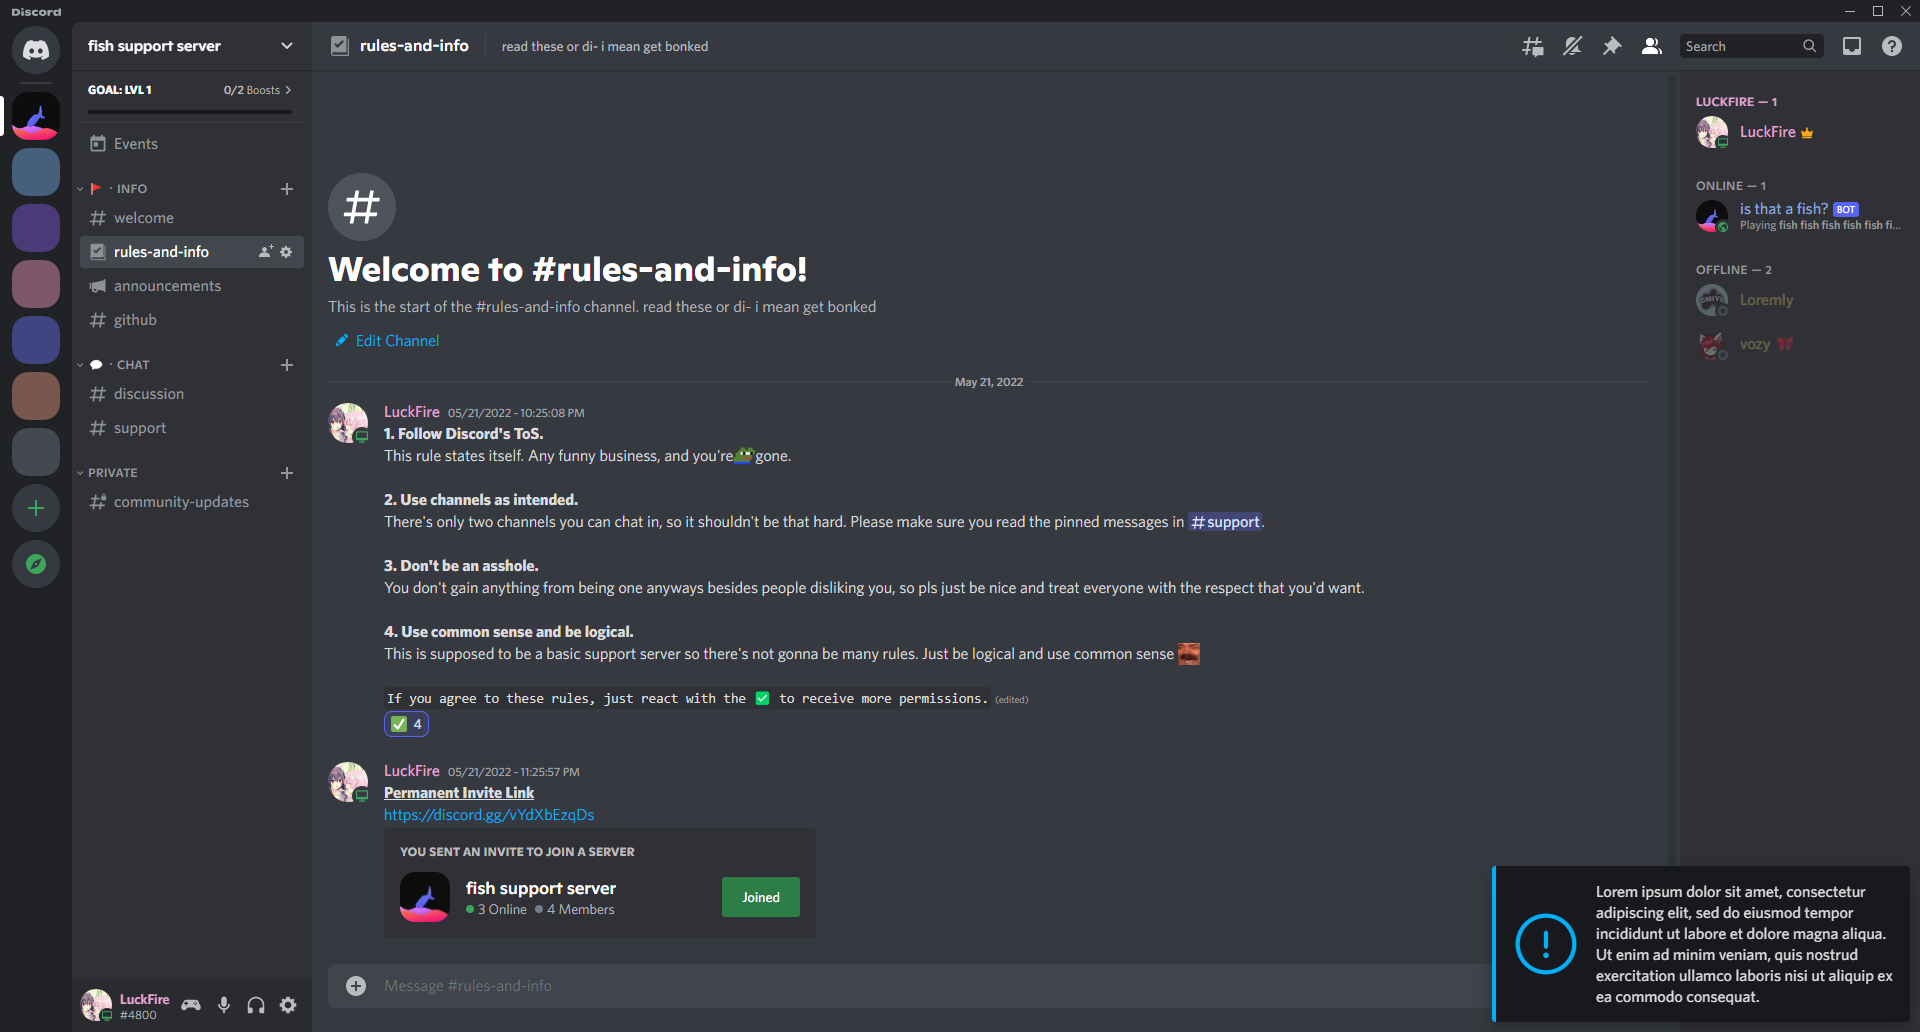 Discord
fish support server
GOAL: LVL 1 0/2 Boosts
Events
· INFO
welcome
rules-and-info
announcements
github
· CHAT
discussion
support
PRIVATE
community-updates
LuckFire
#4800
rules-and-info read these or di- i mean get bonked
Search
# 
Welcome to #rules-and-info!
This is the start of the #rules-and-info channel. read these or di- i mean get bonked
Edit Channel
May 21, 2022
LuckFire 05/21/2022 - 10:25:08 PM
1. Follow Discord's ToS.
This rule states itself. Any funny business, and you're gone.
2. Use channels as intended.
There's only two channels you can chat in, so it shouldn't be that hard. Please make sure you read the pinned messages in #support.
3. Don't be an asshole.
You don't gain anything from being one anyways besides people disliking you, so pls just be nice and treat everyone with the respect that you'd want.
4. Use common sense and be logical.
This is supposed to be a basic support server so there's not gonna be many rules. Just be logical and use common sense
If you agree to these rules, just react with the ✅ to receive more permissions. (edited)
✅ 4
LuckFire 05/21/2022 - 11:25:57 PM
Permanent Invite Link
https://discord.gg/vYdXbEzqDs
YOU SENT AN INVITE TO JOIN A SERVER
fish support server
3 Online 4 Members
Joined
Message #rules-and-info
LUCKFIRE — 1
LuckFire
ONLINE — 1
is that a fish? BOT
Playing fish fish fish fish fish fi...
OFFLINE — 2
Loremly
vozy
Lorem ipsum dolor sit amet, consectetur
adipiscing elit, sed do eiusmod tempor
incididunt ut labore et dolore magna aliqua.
Ut enim ad minim veniam, quis nostrud
exercitation ullamco laboris nisi ut aliquip ex
ea commodo consequat.